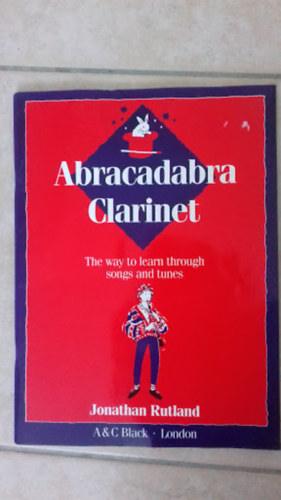 Abracadabra
Clarinet
The way to learn through
songs and tunes
Jonathan Rutland
A & C Black · London